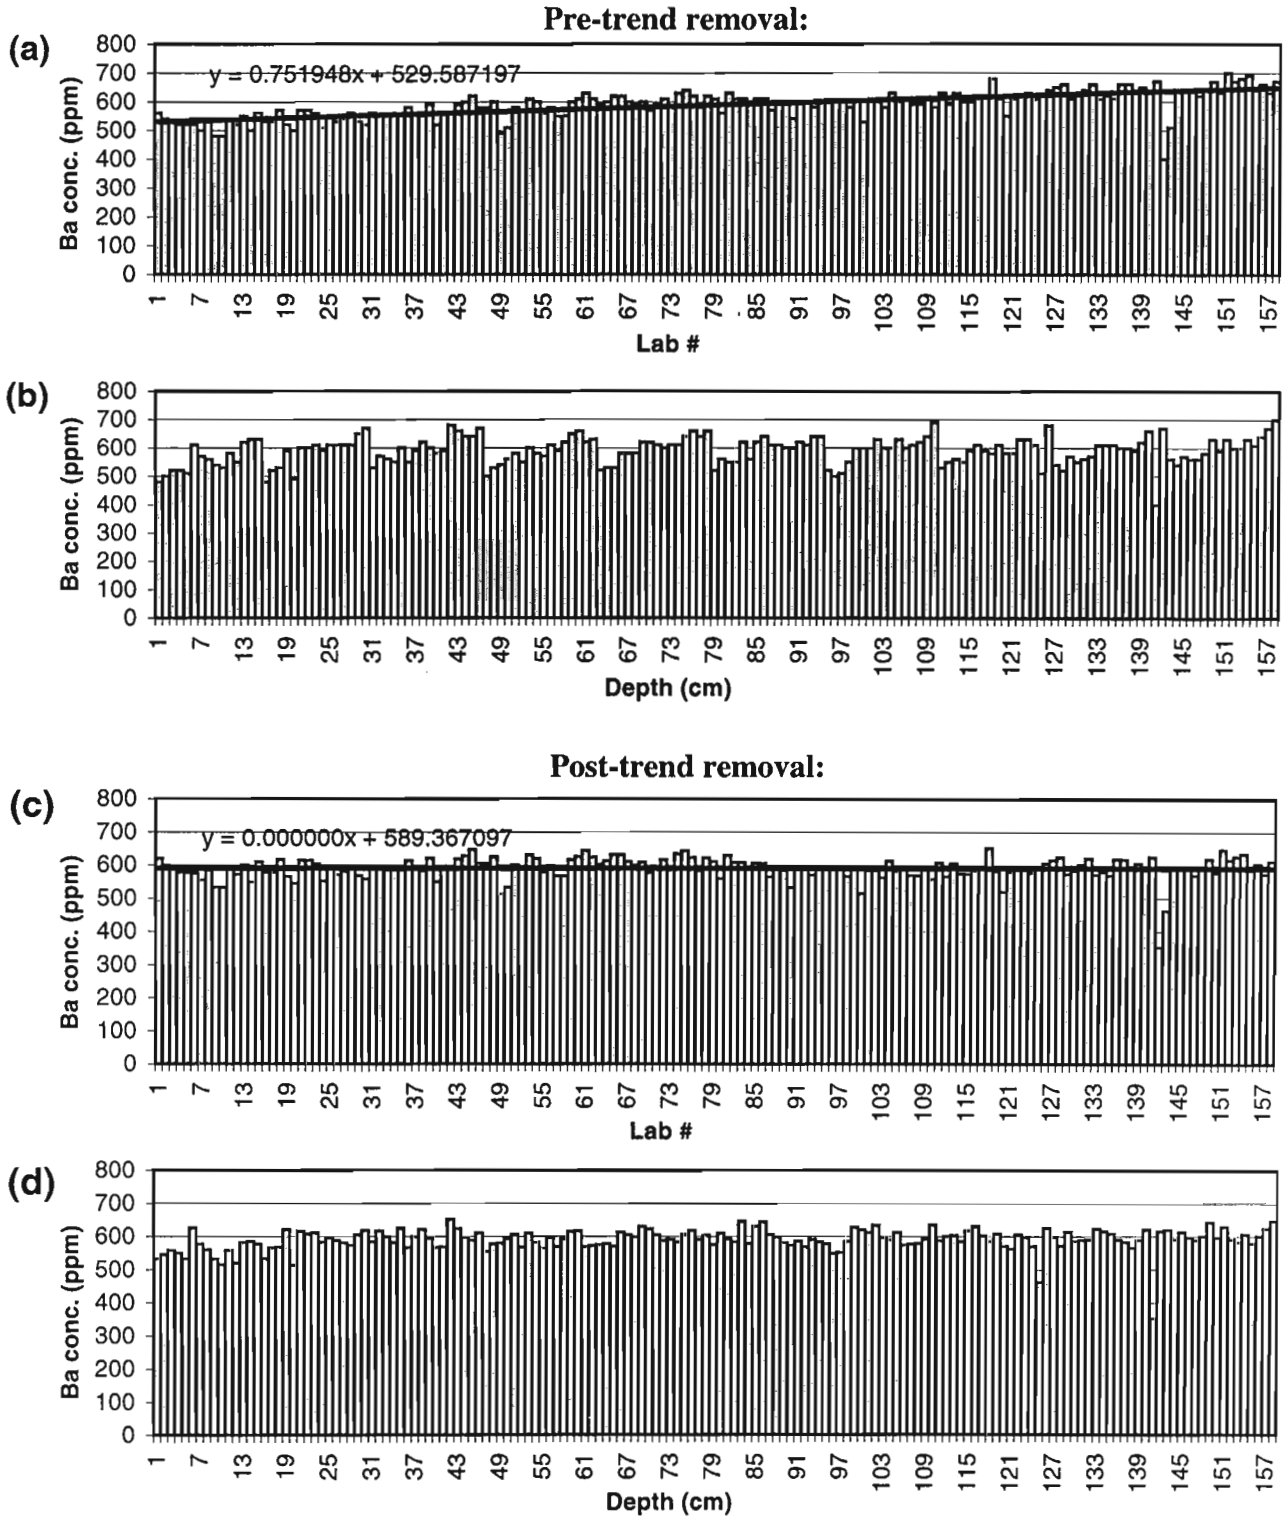 Pre-trend removal:
(a)
Ba conc. (ppm)
800
700
600
500
400
300
200
100
0
y = 0.751948x + 529.587197
1 7 13 19 25 31 37 43 49 55 61 67 73 79 85 91 97 103 109 115 121 127 133 139 145 151 157
Lab #
(b)
Ba conc. (ppm)
800
700
600
500
400
300
200
100
0
1 7 13 19 25 31 37 43 49 55 61 67 73 79 85 91 97 103 109 115 121 127 133 139 145 151 157
Depth (cm)
Post-trend removal:
(c)
Ba conc. (ppm)
800
700
600
500
400
300
200
100
0
y = 0.000000x + 589.367097
1 7 13 19 25 31 37 43 49 55 61 67 73 79 85 91 97 103 109 115 121 127 133 139 145 151 157
Lab #
(d)
Ba conc. (ppm)
800
700
600
500
400
300
200
100
0
1 7 13 19 25 31 37 43 49 55 61 67 73 79 85 91 97 103 109 115 121 127 133 139 145 151 157
Depth (cm)